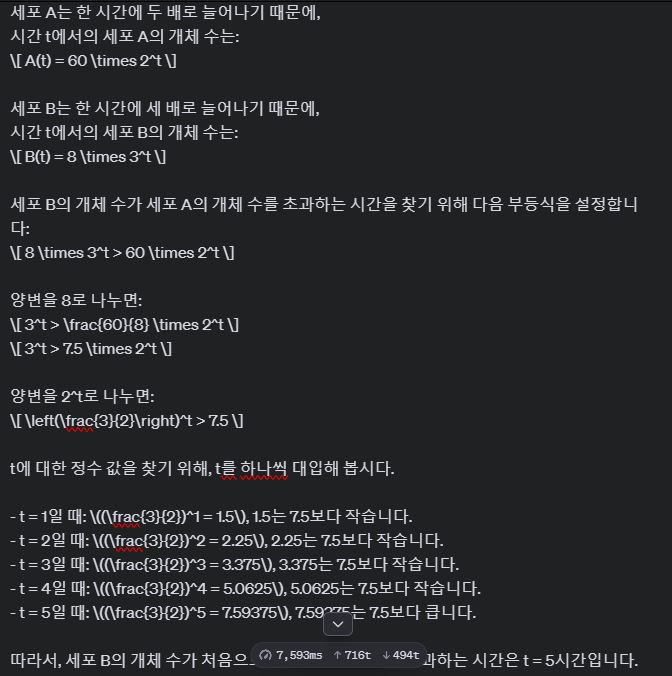 세포 A는 한 시간에 두 배로 늘어나기 때문에,
시간 t에서의 세포 A의 개체 수는:
\[ A(t) = 60 \times 2^t \]
세포 B는 한 시간에 세 배로 늘어나기 때문에,
시간 t에서의 세포 B의 개체 수는:
\[ B(t) = 8 \times 3^t \]
세포 B의 개체 수가 세포 A의 개체 수를 초과하는 시간을 찾기 위해 다음 부등식을 설정합니
다:
\[ 8 \times 3^t > 60 \times 2^t \]
양변을 8로 나누면:
\[ 3^t > \frac{60}{8} \times 2^t \]
\[ 3^t > 7.5 \times 2^t \]
양변을 2^t로 나누면:
\[ \left(\frac{3}{2}\right)^t > 7.5 \]
t에 대한 정수 값을 찾기 위해, t를 하나씩 대입해 봅시다.
- t = 1일 때: \((\frac{3}{2})^1 = 1.5\), 1.5는 7.5보다 작습니다.
- t = 2일 때: \((\frac{3}{2})^2 = 2.25\), 2.25는 7.5보다 작습니다.
- t = 3일 때: \((\frac{3}{2})^3 = 3.375\), 3.375는 7.5보다 작습니다.
- t = 4일 때: \((\frac{3}{2})^4 = 5.0625\), 5.0625는 7.5보다 작습니다.
- t = 5일 때: \((\frac{3}{2})^5 = 7.59375\), 7.59375는 7.5보다 큽니다.
따라서, 세포 B의 개체 수가 처음으 7,593ms ↑716t ↓494t 과하는 시간은 t = 5시간입니다.